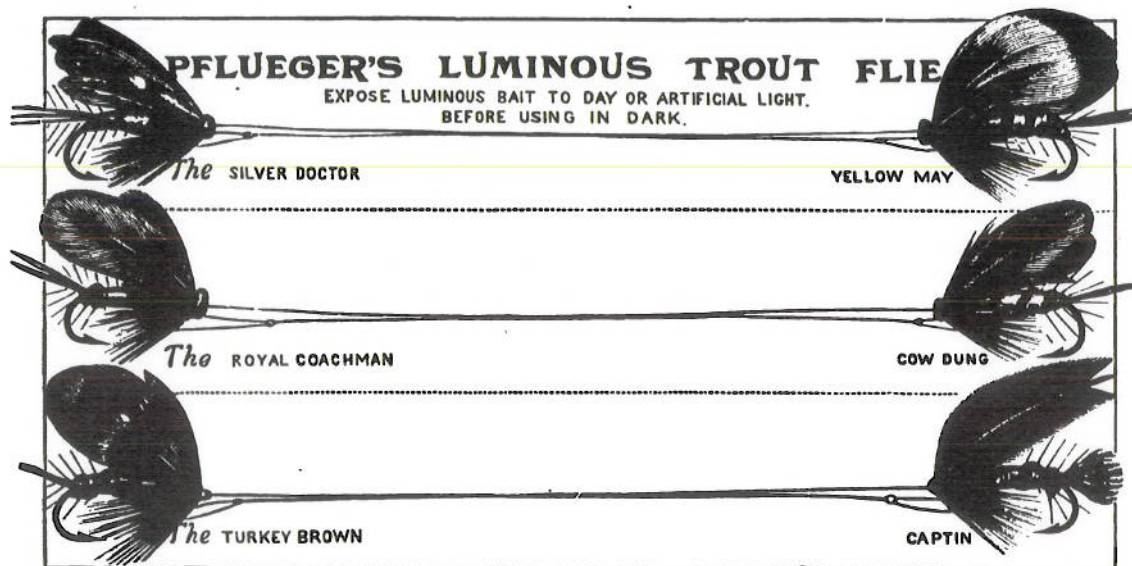 PFLUEGER'S LUMINOUS TROUT FLIE
EXPOSE LUMINOUS BAIT TO DAY OR ARTIFICIAL LIGHT.
BEFORE USING IN DARK.
The SILVER DOCTOR
YELLOW MAY
The ROYAL COACHMAN
COW DUNG
The TURKEY BROWN
CAPTIN